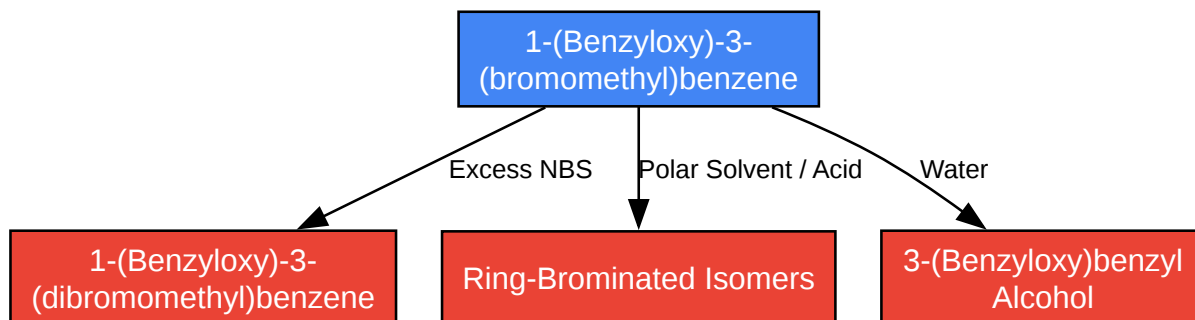 1-(Benzyloxy)-3-
(bromomethyl)benzene
Excess NBS
Polar Solvent / Acid
Water
1-(Benzyloxy)-3-
(dibromomethyl)benzene
Ring-Brominated Isomers
3-(Benzyloxy)benzyl
Alcohol